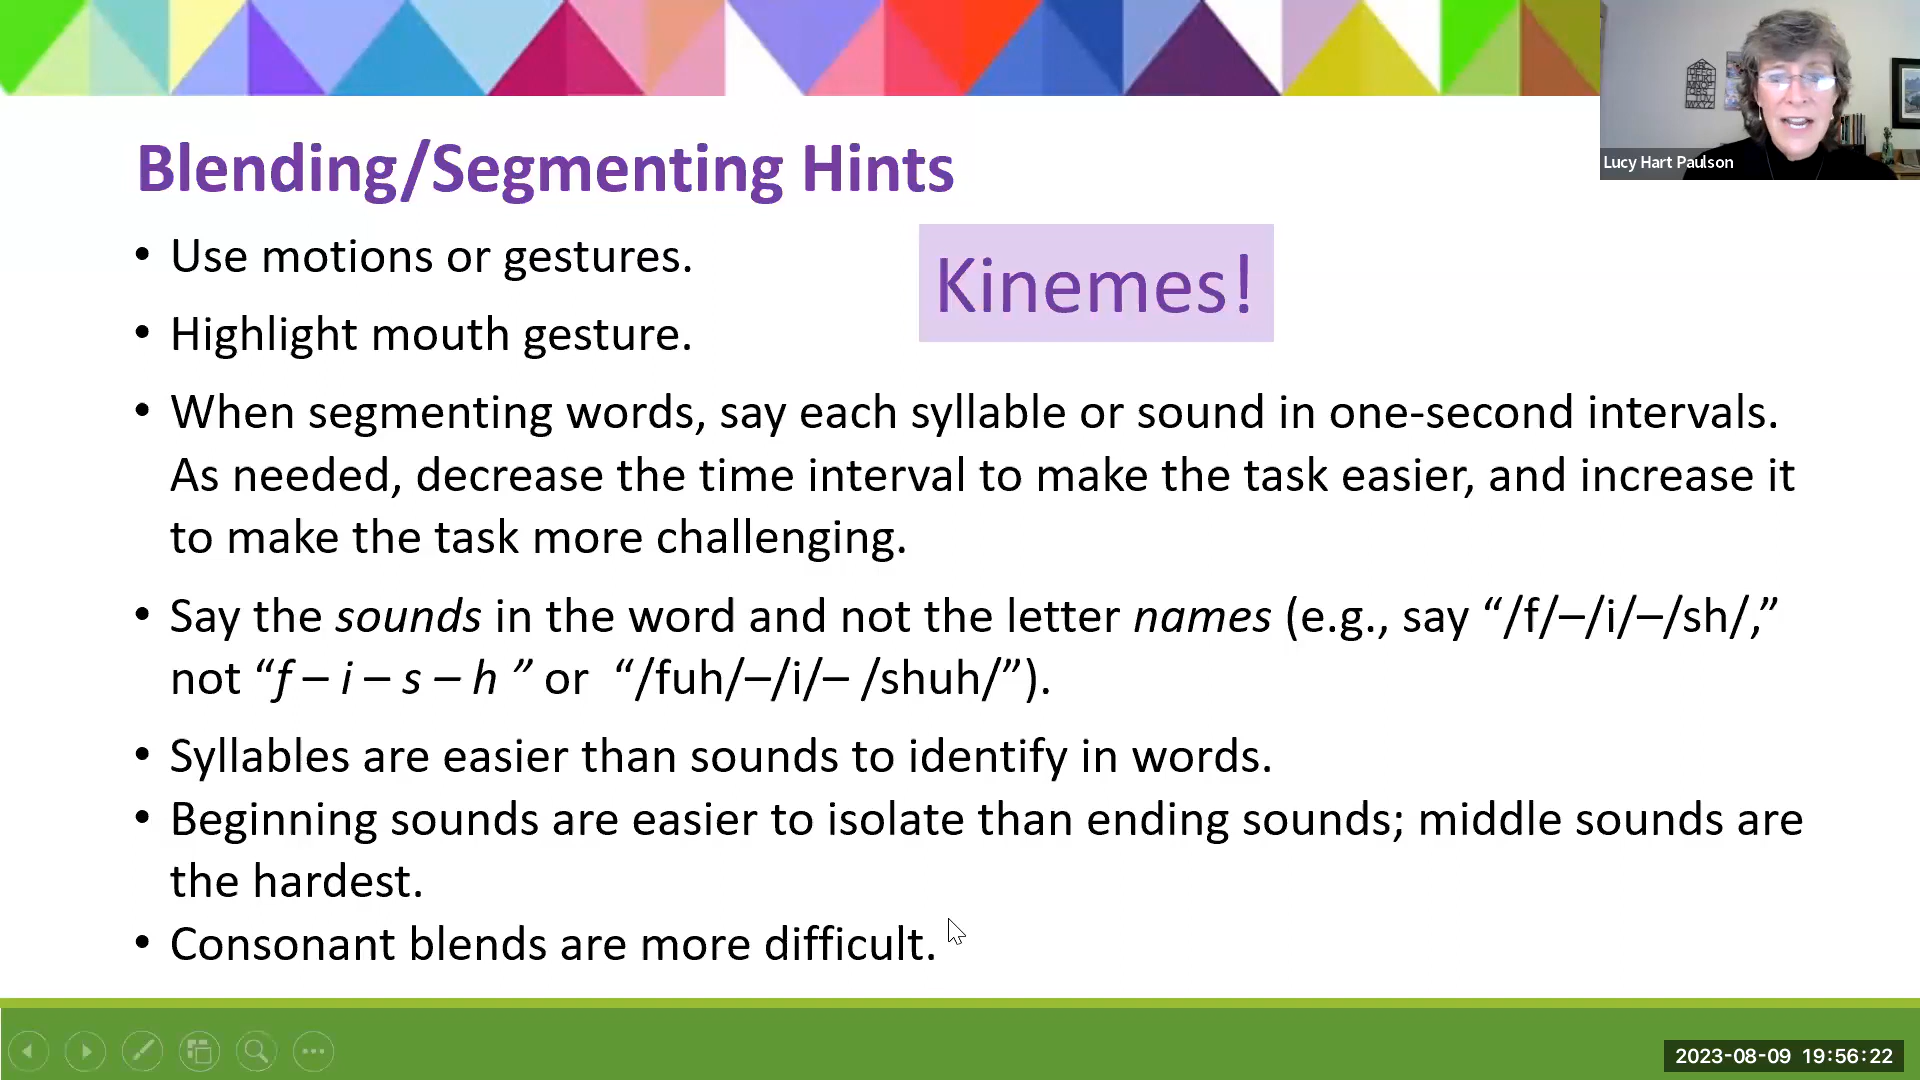 Lucy Hart Paulson
Blending/Segmenting Hints
• Use motions or gestures.
Kinemes!
• Highlight mouth gesture.
• When segmenting words, say each syllable or sound in one-second intervals.
As needed, decrease the time interval to make the task easier, and increase it
to make the task more challenging.
• Say the sounds in the word and not the letter names (e.g., say “/f/–/i/–/sh/,”
not “f – i – s – h ” or “/fuh/–/i/– /shuh/”).
• Syllables are easier than sounds to identify in words.
• Beginning sounds are easier to isolate than ending sounds; middle sounds are
the hardest.
• Consonant blends are more difficult.
2023-08-09 19:56:22